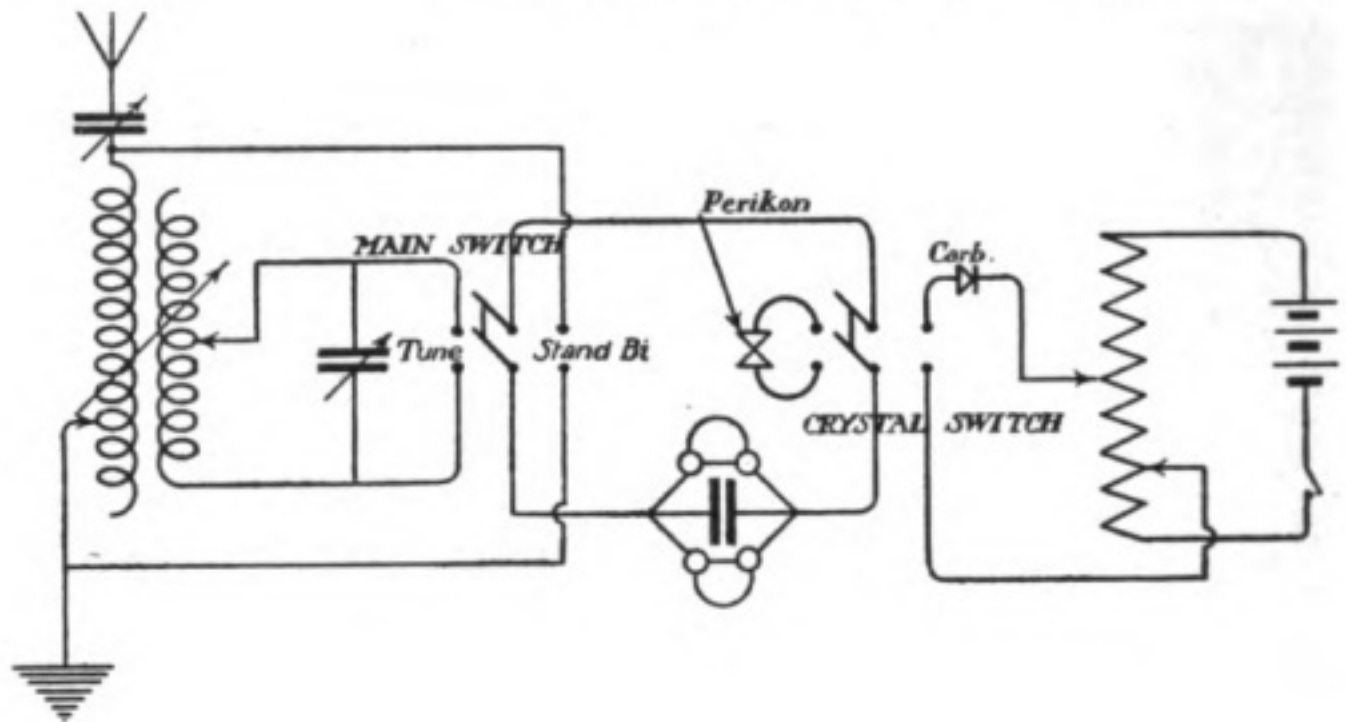 Perikon
MAIN SWITCH
Carb.
Tune
Stand Bi
CRYSTAL SWITCH